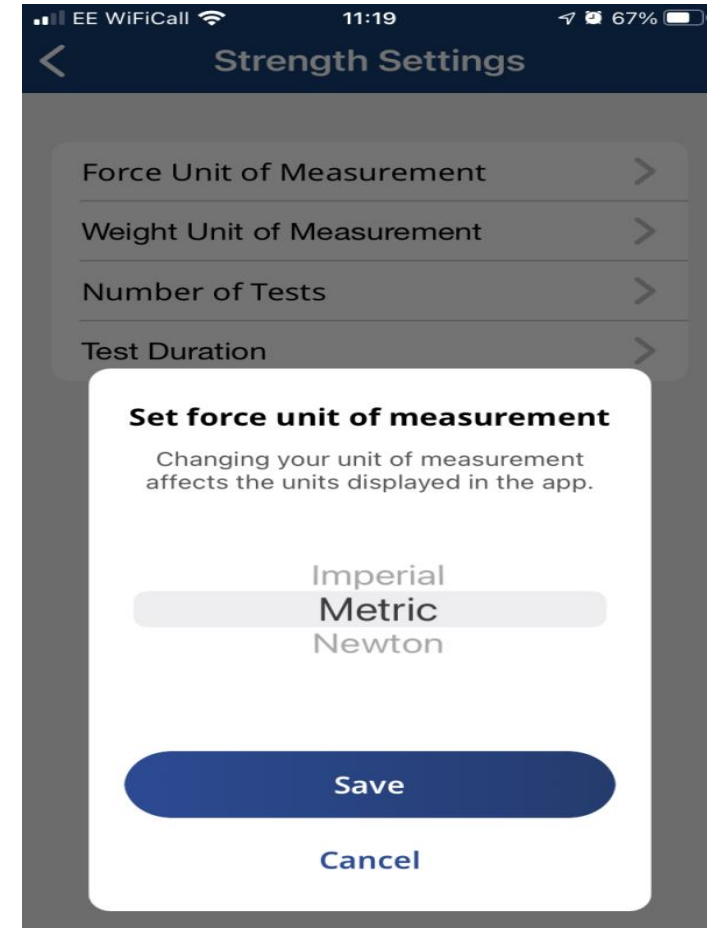 EE WiFiCall 11:19 67%
Strength Settings
Force Unit of Measurement
Weight Unit of Measurement
Number of Tests
Test Duration
Set force unit of measurement
Changing your unit of measurement
affects the units displayed in the app.
Imperial
Metric
Newton
Save
Cancel